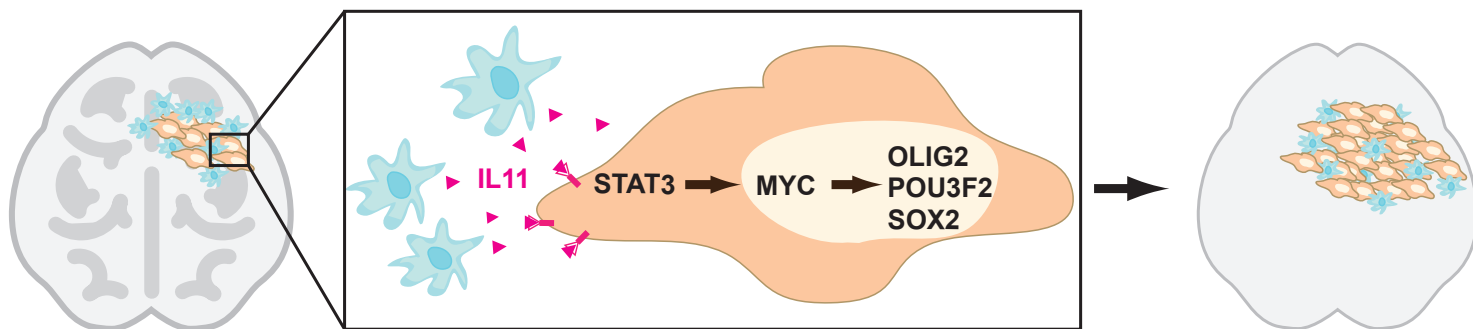 IL11
STAT3
MYC
OLIG2
POU3F2
SOX2